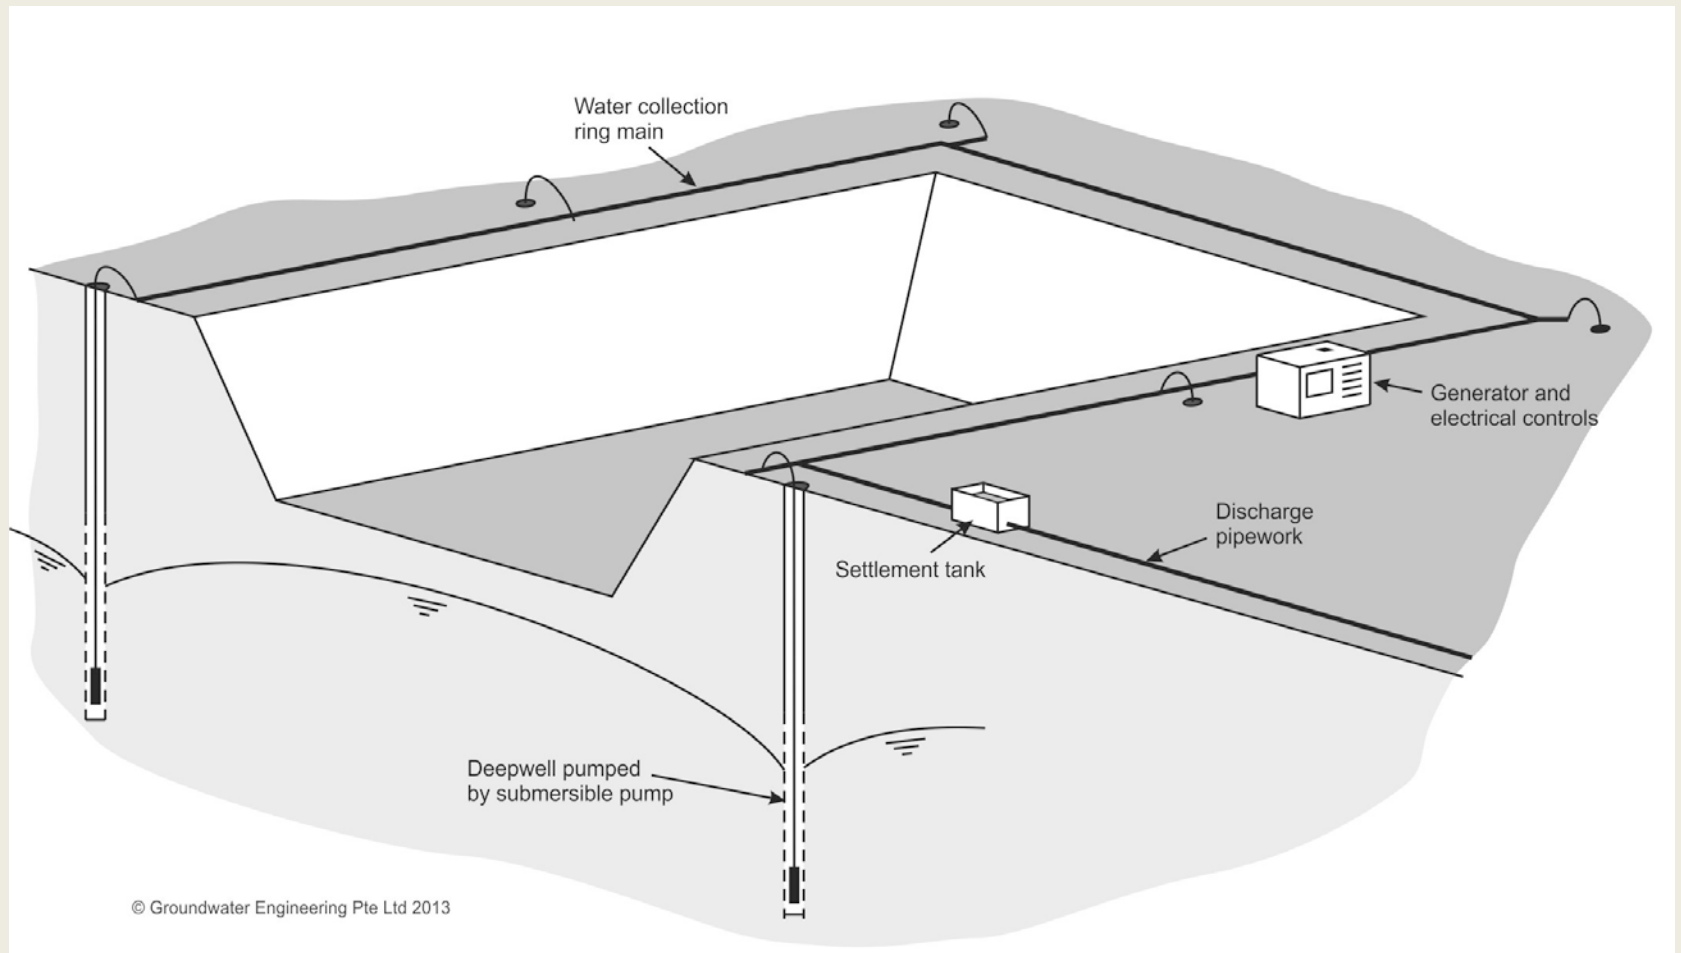 Water collection
ring main
Generator and
electrical controls
Discharge
pipework
Settlement tank
Deepwell pumped
by submersible pump
© Groundwater Engineering Pte Ltd 2013